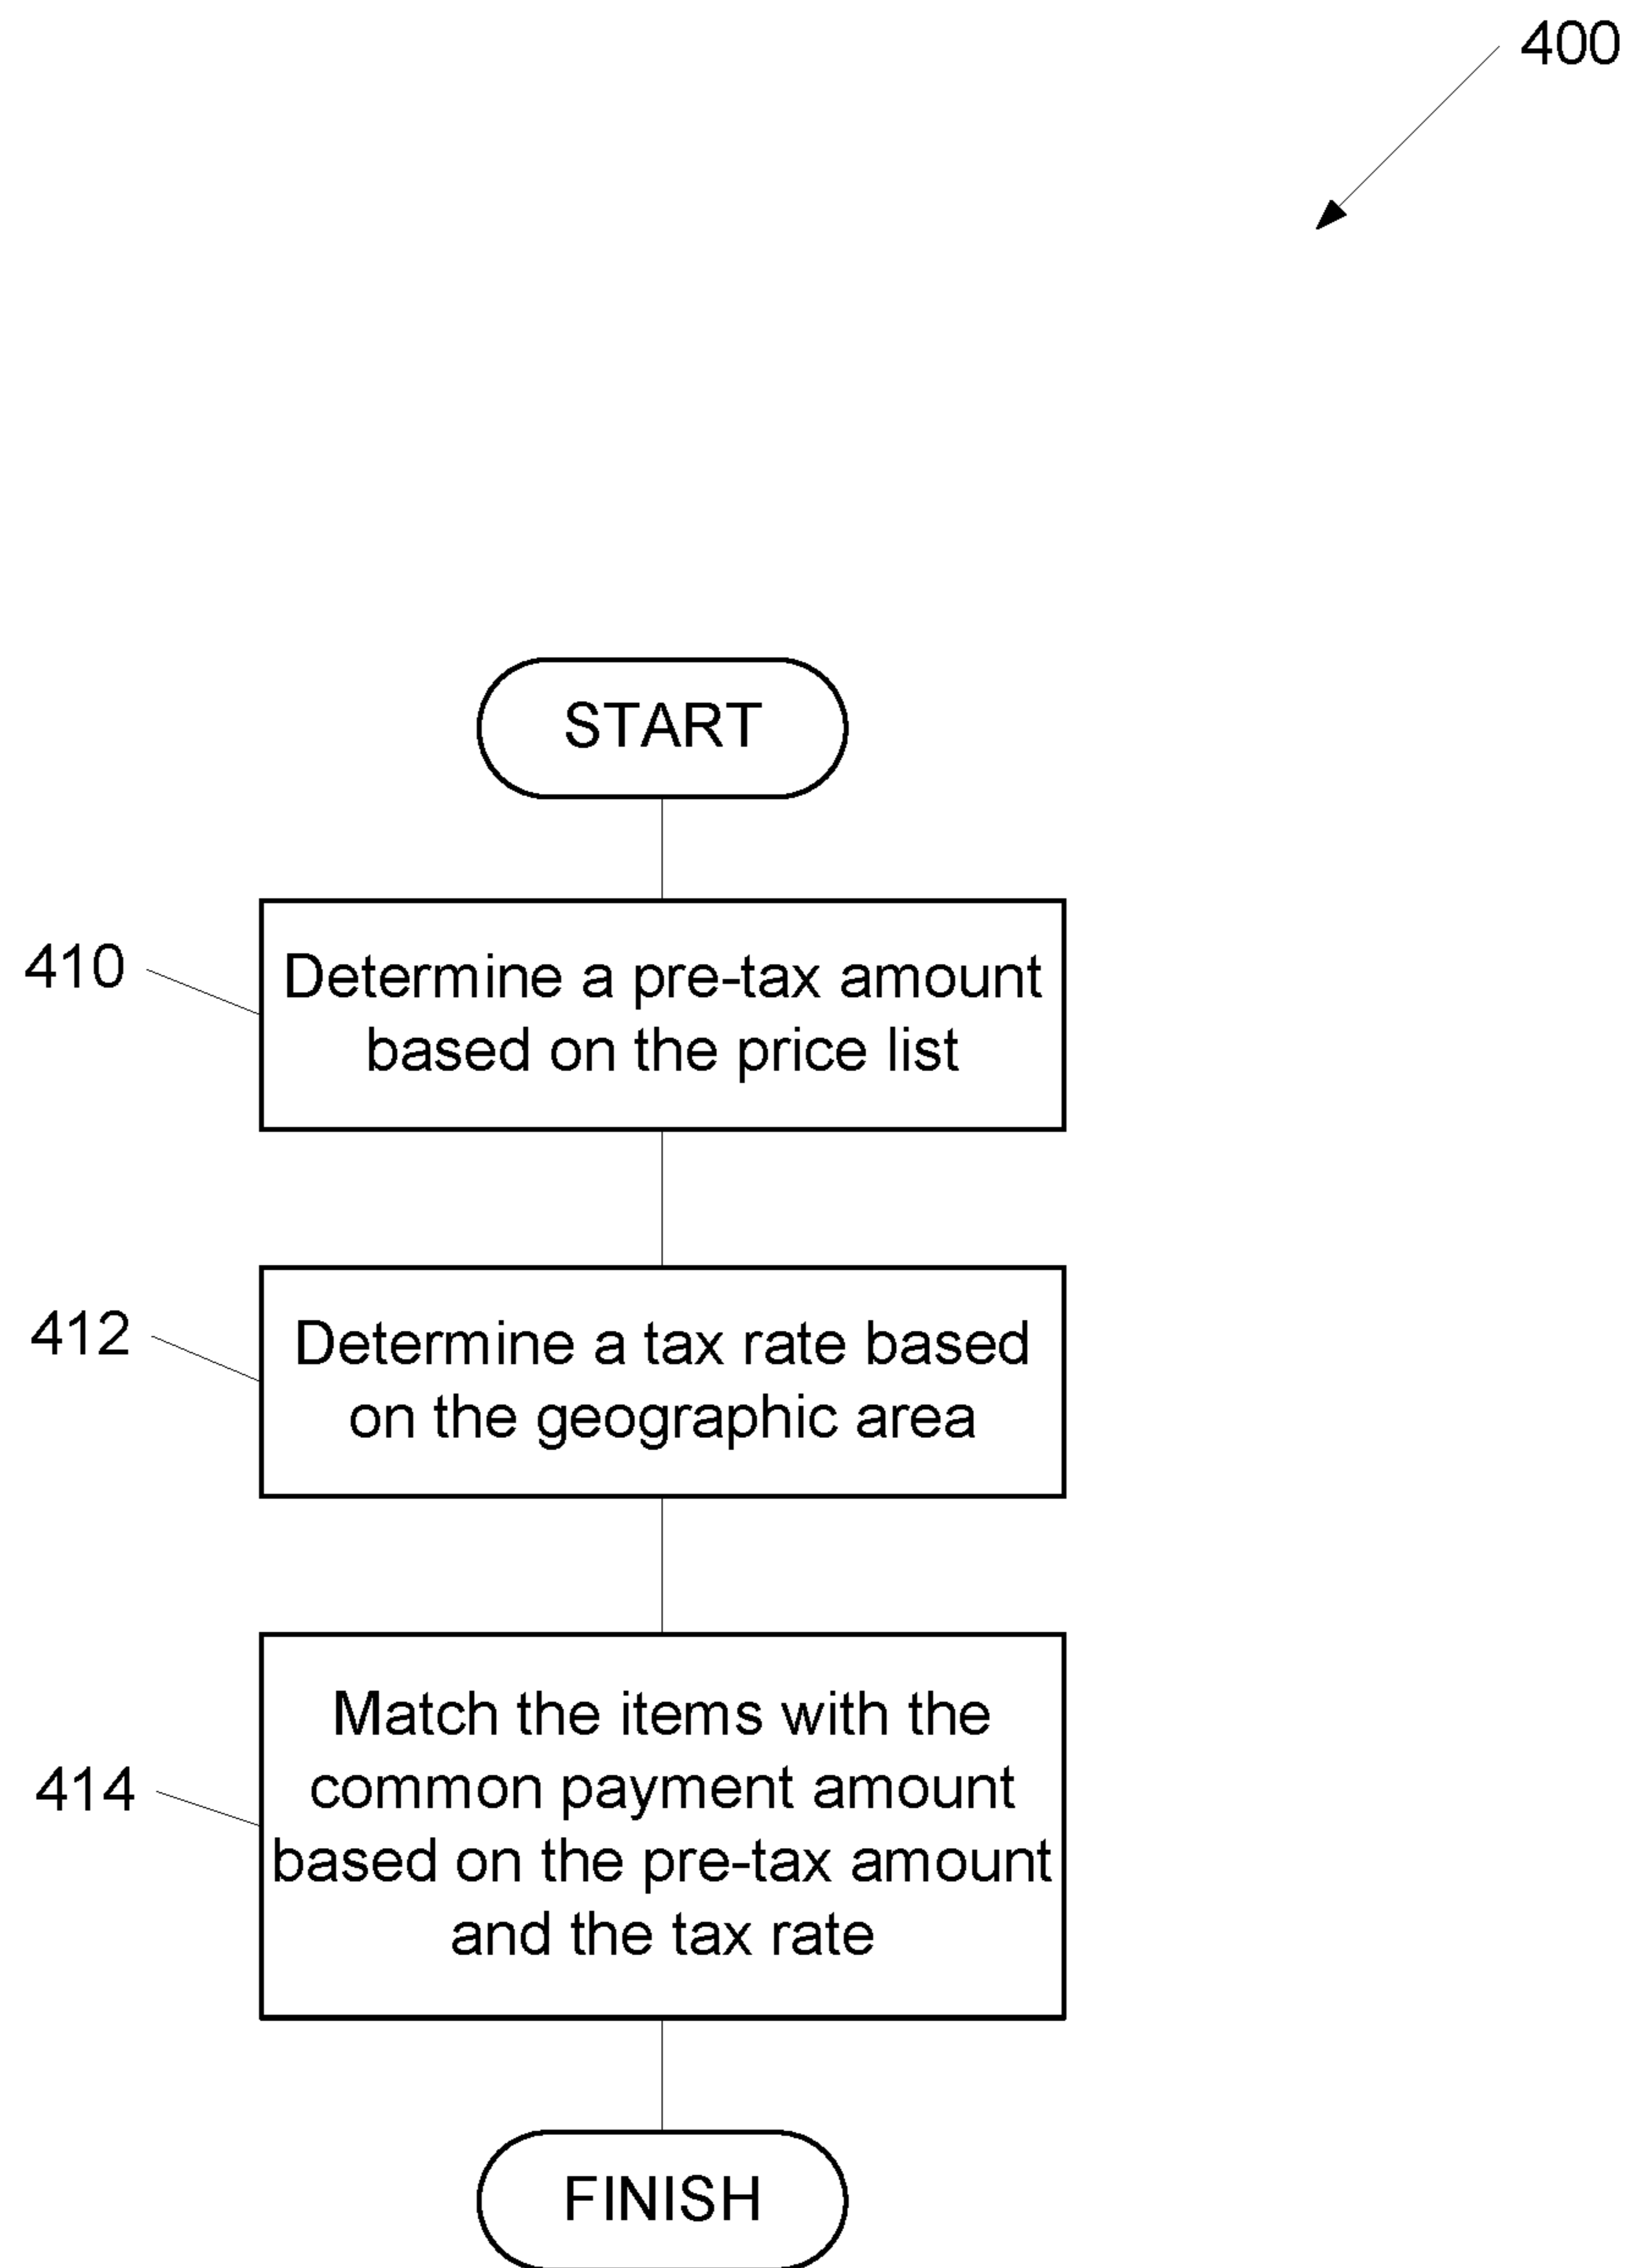 400
START
410
Determine a pre-tax amount
based on the price list
412
Determine a tax rate based
on the geographic area
414
Match the items with the
common payment amount
based on the pre-tax amount
and the tax rate
FINISH